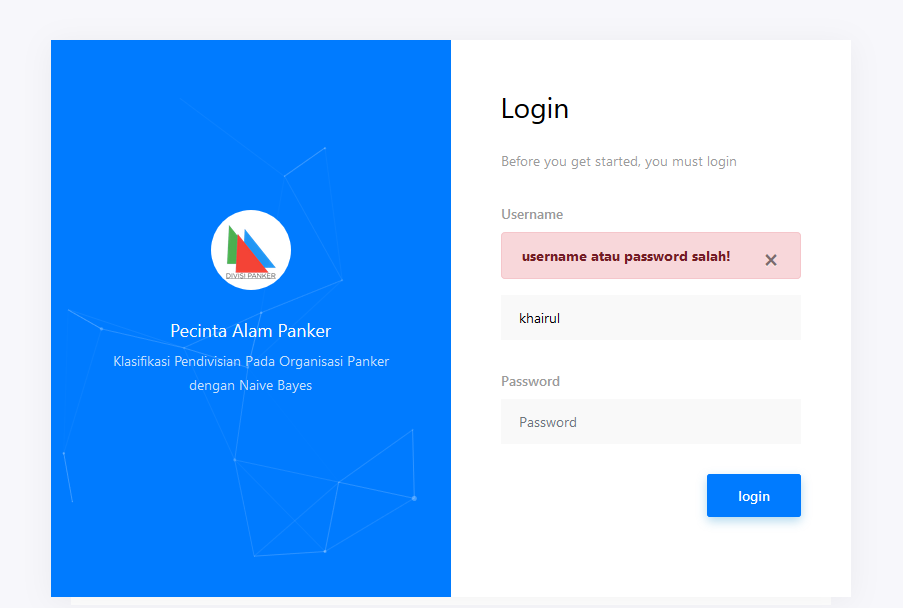 DIVISI PANKER
Pecinta Alam Panker
Klasifikasi Pendivisian Pada Organisasi Panker
dengan Naive Bayes
Login
Before you get started, you must login
Username
username atau password salah! ×
khairul
Password
Password
login